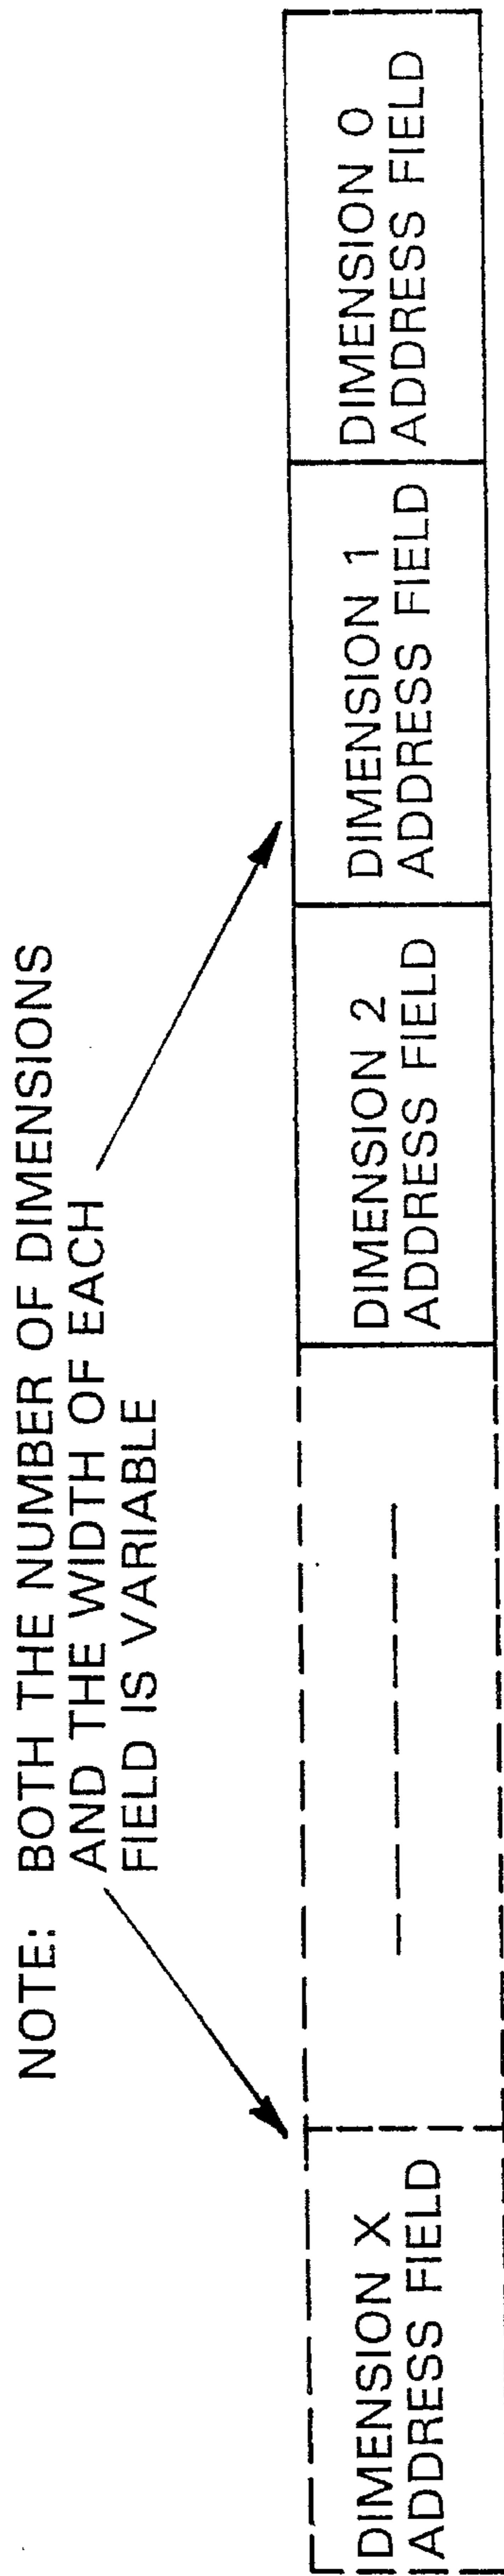 NOTE: BOTH THE NUMBER OF DIMENSIONS
AND THE WIDTH OF EACH
FIELD IS VARIABLE
DIMENSION X
ADDRESS FIELD
DIMENSION 2
ADDRESS FIELD
DIMENSION 1
ADDRESS FIELD
DIMENSION 0
ADDRESS FIELD